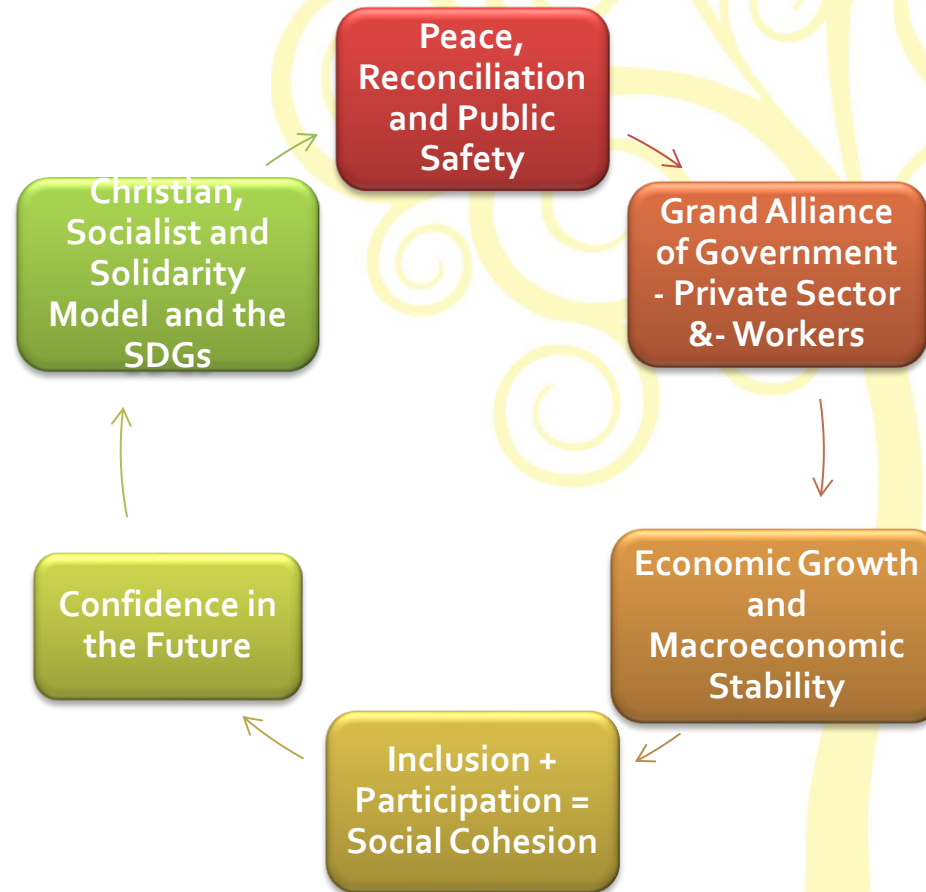 Peace,
Reconciliation
and Public
Safety
Grand Alliance
of Government
- Private Sector
&- Workers
Economic Growth
and
Macroeconomic
Stability
Inclusion +
Participation =
Social Cohesion
Confidence in
the Future
Christian,
Socialist and
Solidarity
Model and the
SDGs